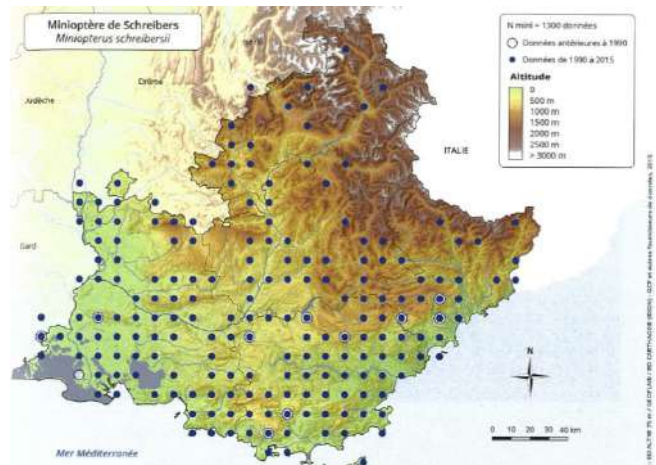 Minioptère de Schreibers
Miniopterus schreibersii
N mini = 1300 données
Données antérieures à 1990
Données de 1990 à 2015
Altitude
0
500 m
1000 m
1500 m
2000 m
2500 m
> 3000 m
Drôme
Ardèche
ITALIE
Gard
N
0 10 20 30 40 km
Mer Méditerranée